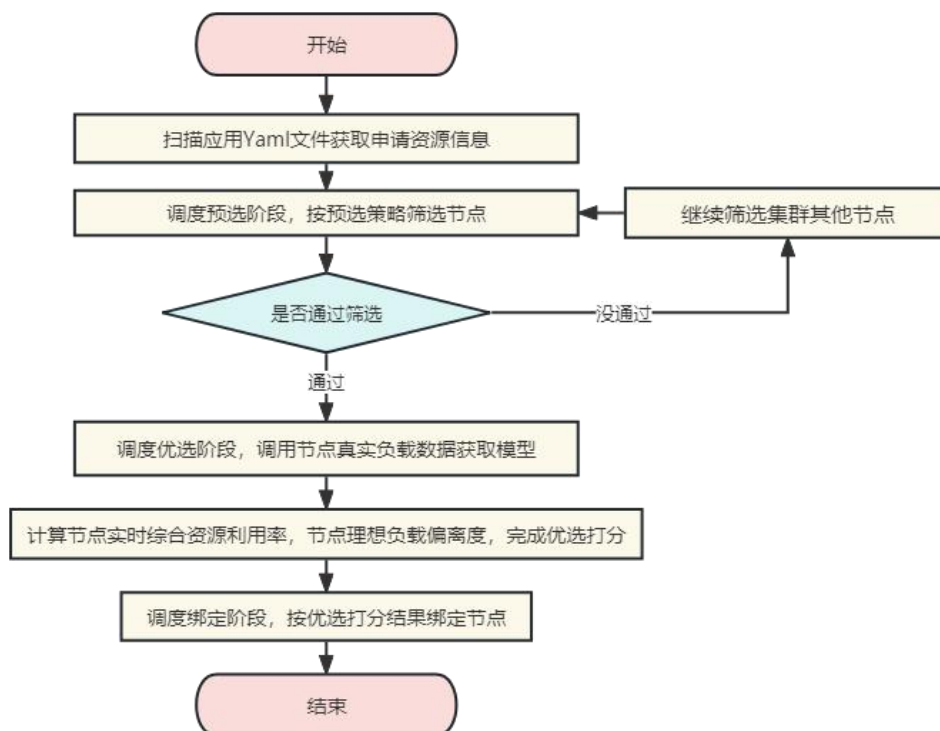 开始
扫描应用Yaml文件获取申请资源信息
调度预选阶段，按预选策略筛选节点
继续筛选集群其他节点
是否通过筛选
没通过
通过
调度优选阶段，调用节点真实负载数据获取模型
计算节点实时综合资源利用率，节点理想负载偏离度，完成优选打分
调度绑定阶段，按优选打分结果绑定节点
结束